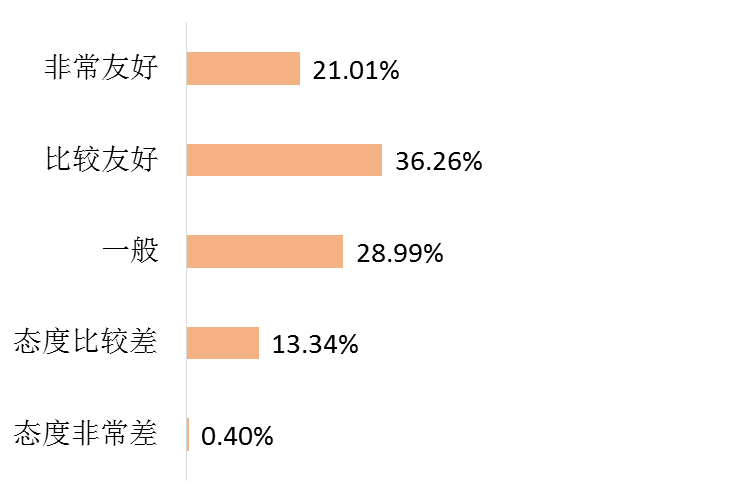 非常友好 21.01%
比较友好 36.26%
一般 28.99%
态度比较差 13.34%
态度非常差 0.40%